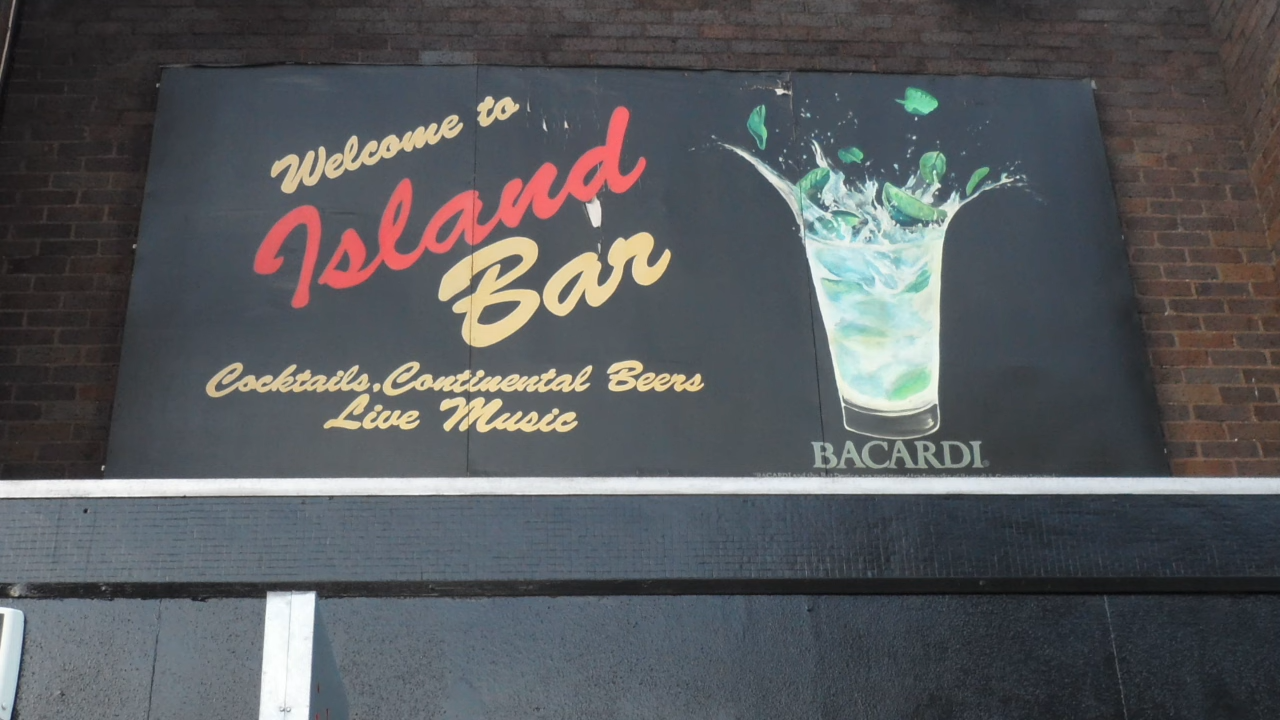 Welcome to
Island
Bar
Cocktails, Continental Beers
Live Music
BACARDI